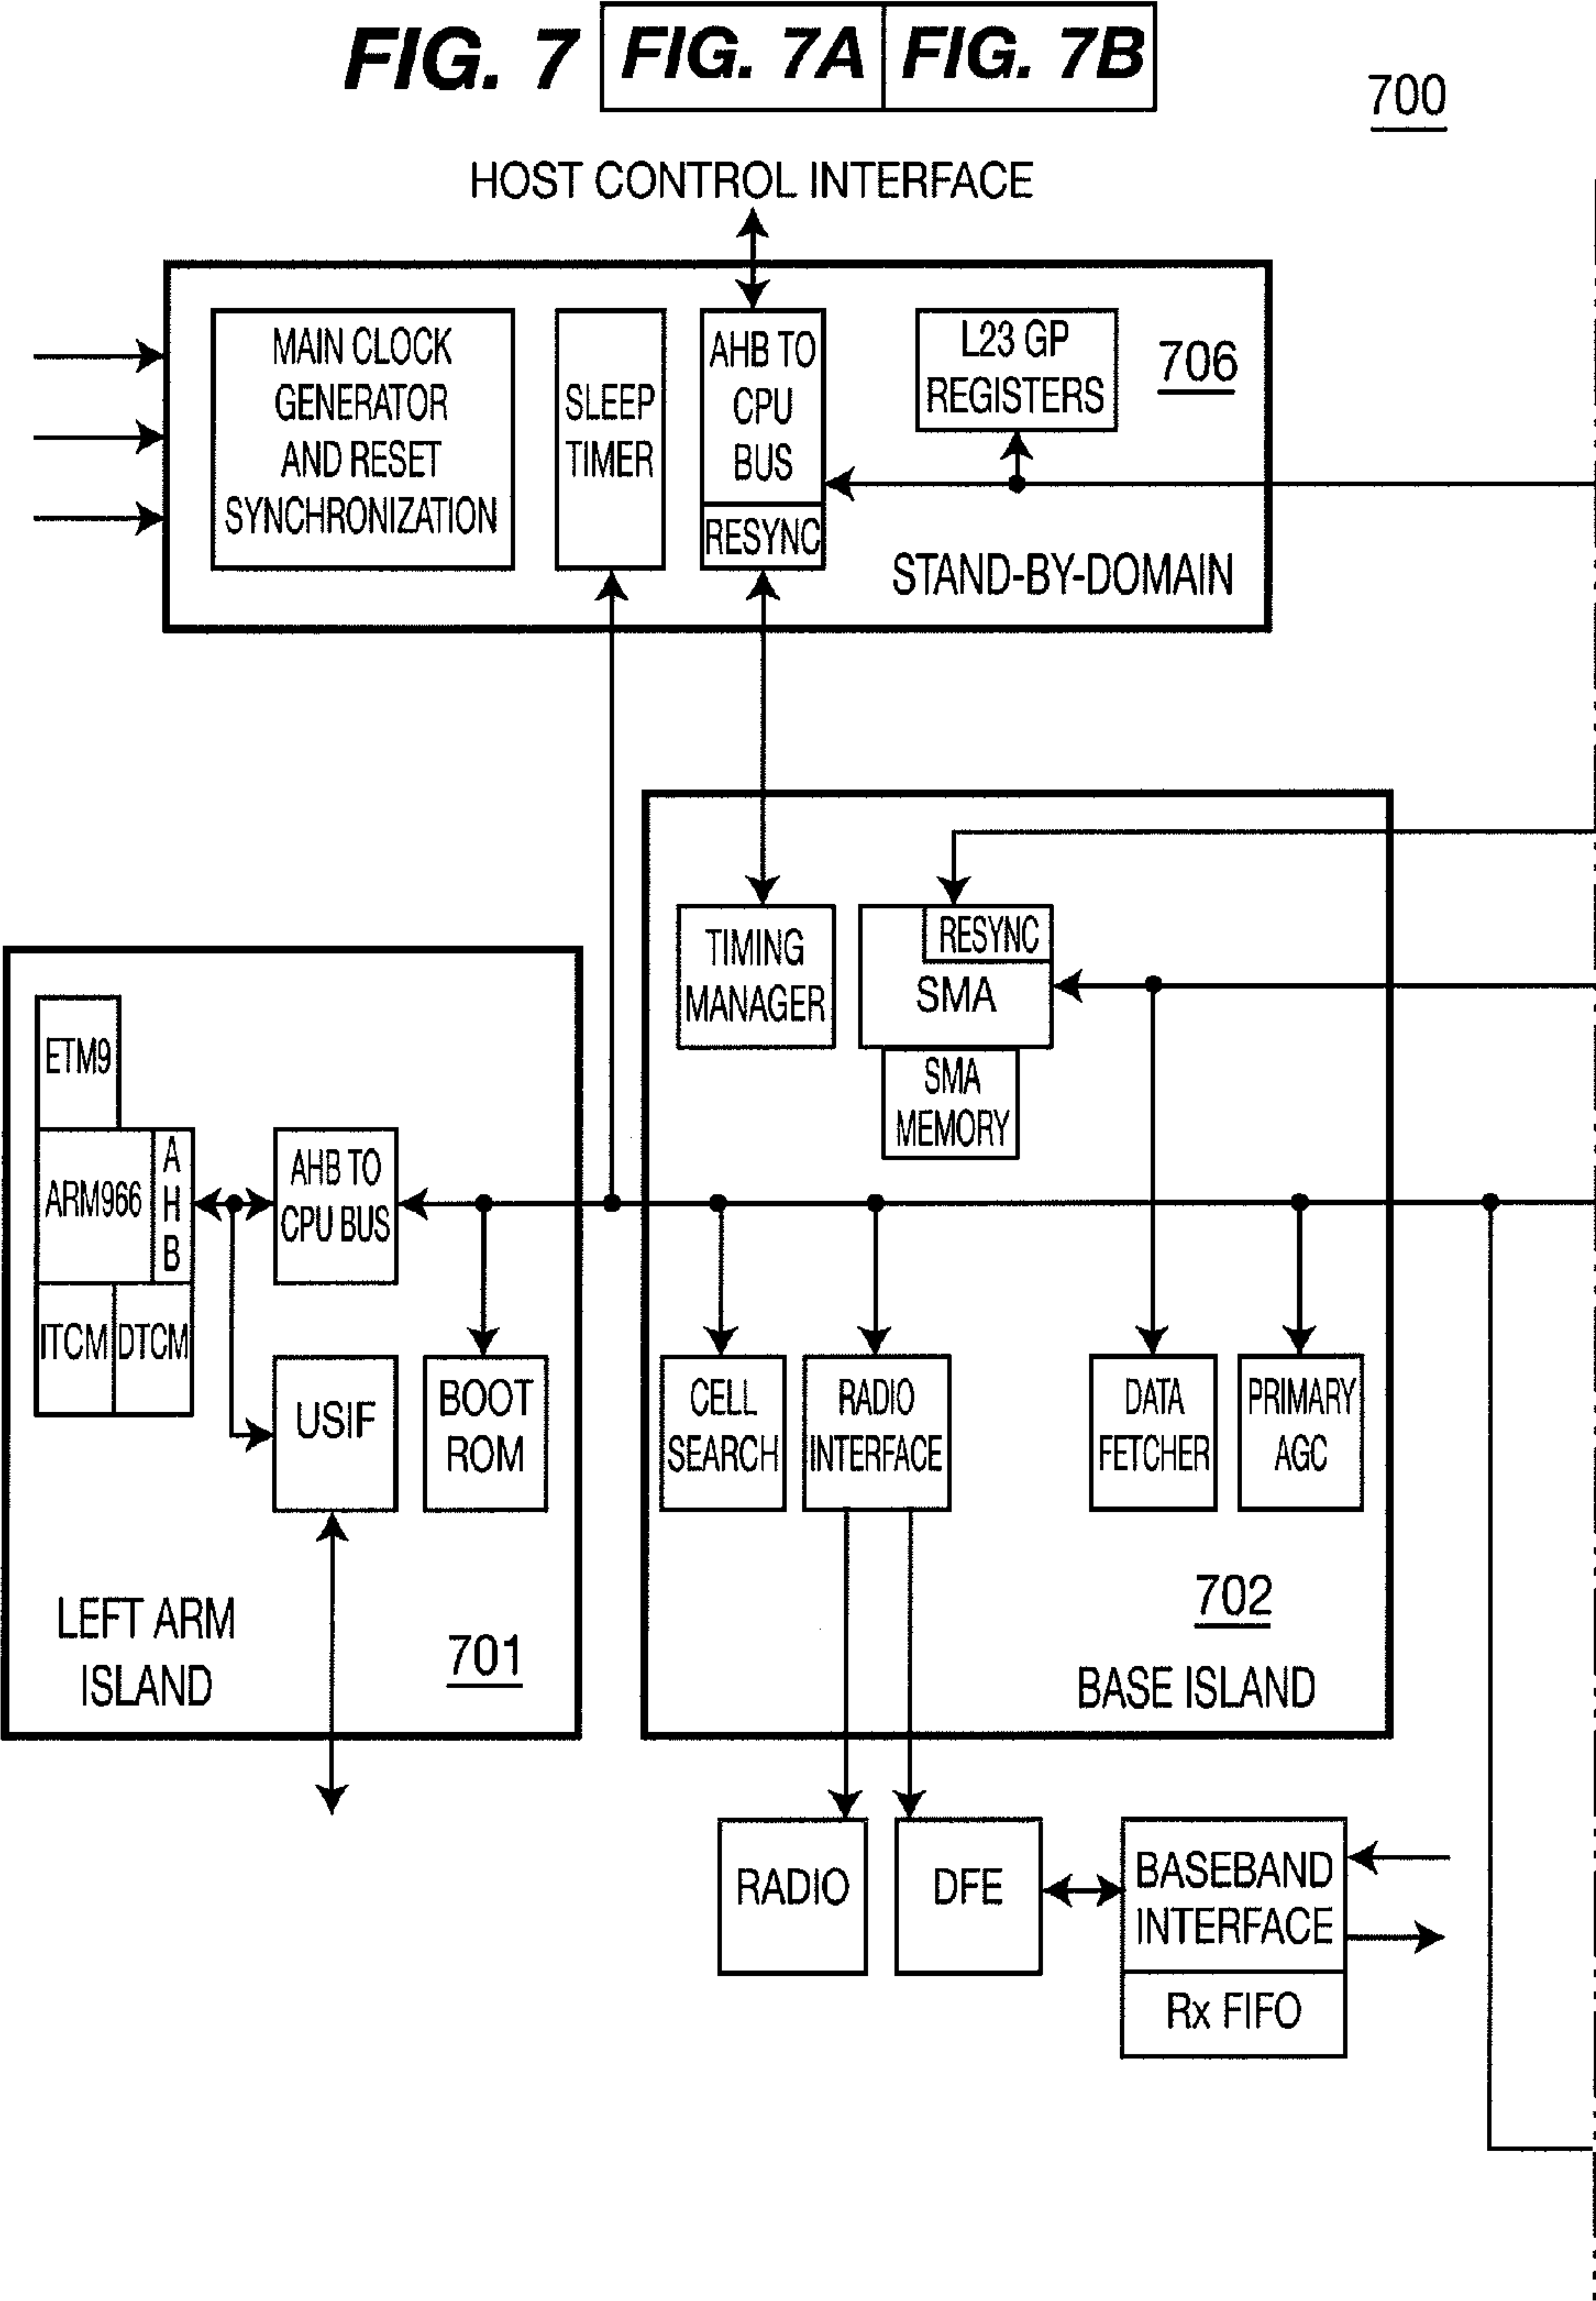 FIG. 7
FIG. 7A
FIG. 7B
700
HOST CONTROL INTERFACE
MAIN CLOCK
GENERATOR
AND RESET
SYNCHRONIZATION
SLEEP
TIMER
AHB TO
CPU
BUS
RESYNC
L23 GP
REGISTERS
706
STAND-BY-DOMAIN
TIMING
MANAGER
RESYNC
SMA
SMA
MEMORY
ETM9
ARM966
A
H
B
ITCM
DTCM
AHB TO
CPU BUS
USIF
BOOT
ROM
LEFT ARM
ISLAND
701
CELL
SEARCH
RADIO
INTERFACE
DATA
FETCHER
PRIMARY
AGC
702
BASE ISLAND
RADIO
DFE
BASEBAND
INTERFACE
Rx FIFO